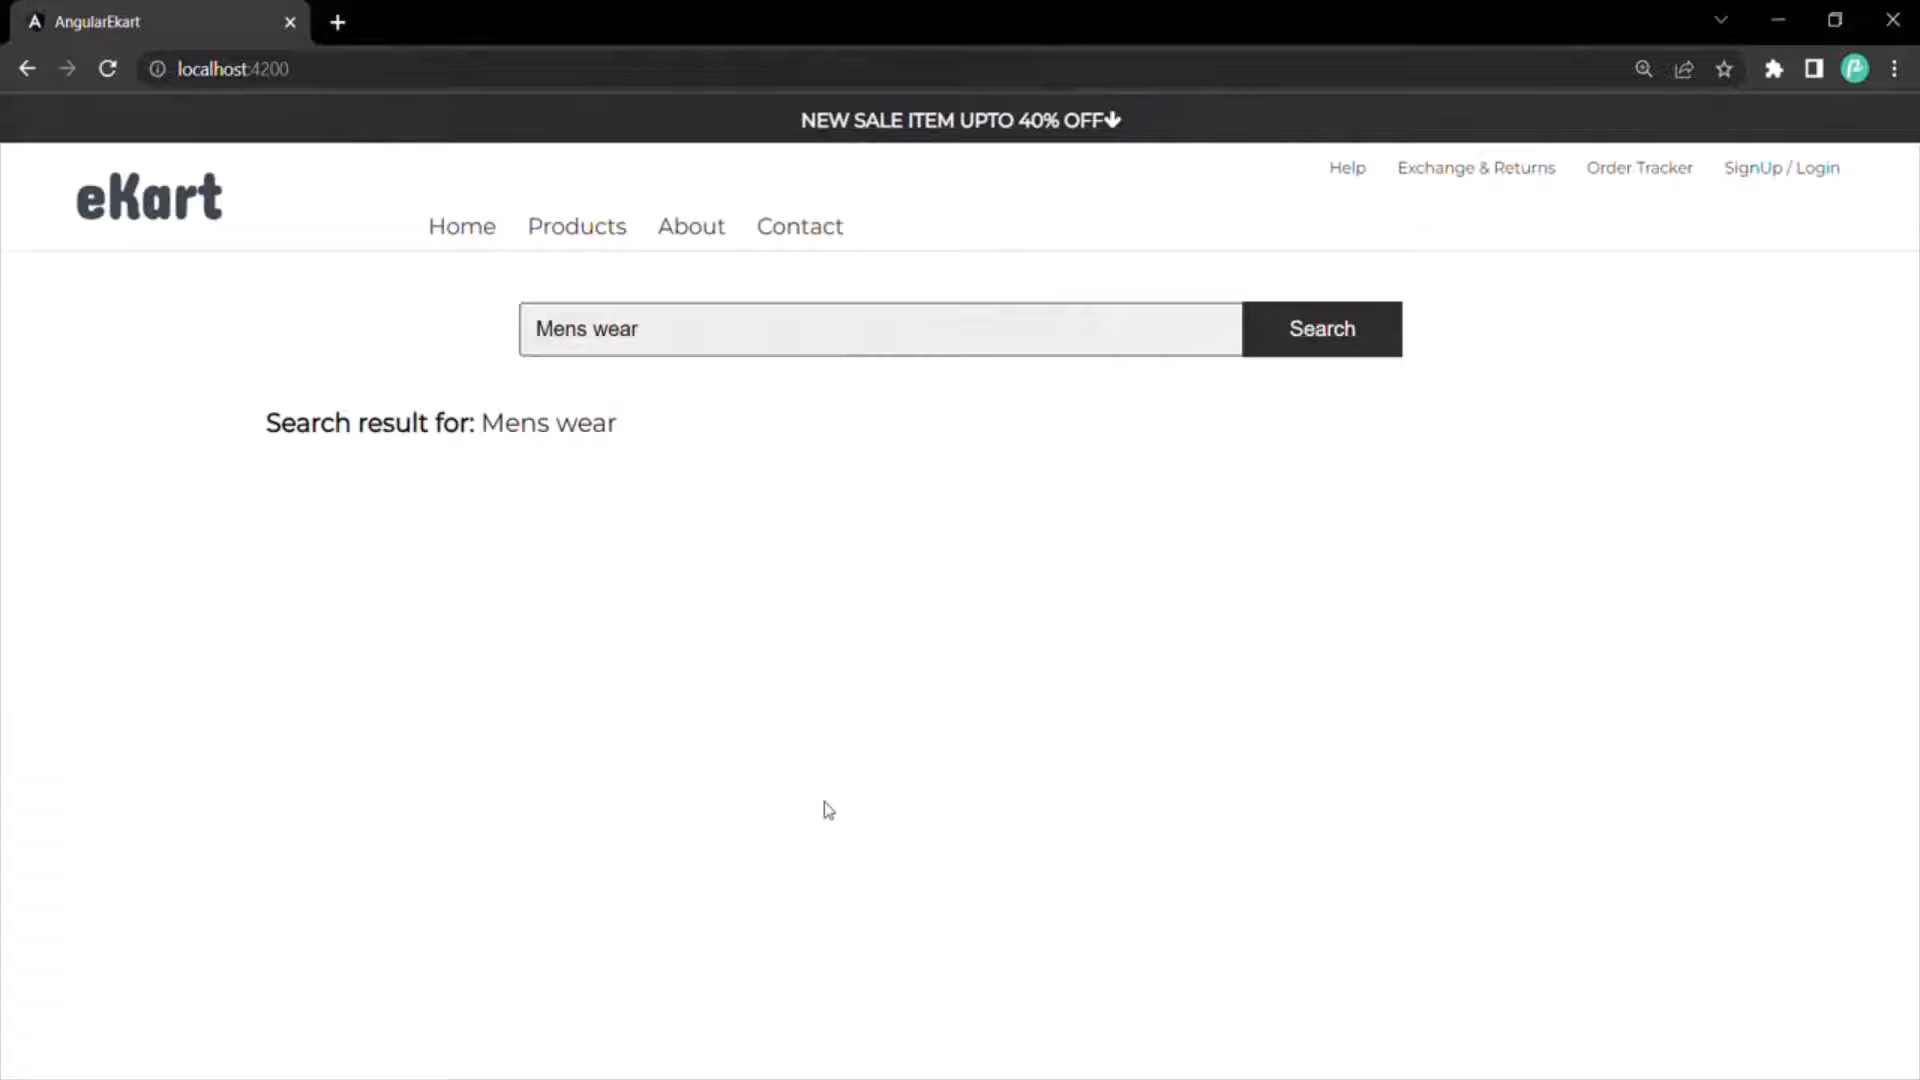 AngularEkart
localhost:4200
NEW SALE ITEM UPTO 40% OFF
Help Exchange & Returns Order Tracker SignUp / Login
eKart
Home Products About Contact
Mens wear Search
Search result for: Mens wear